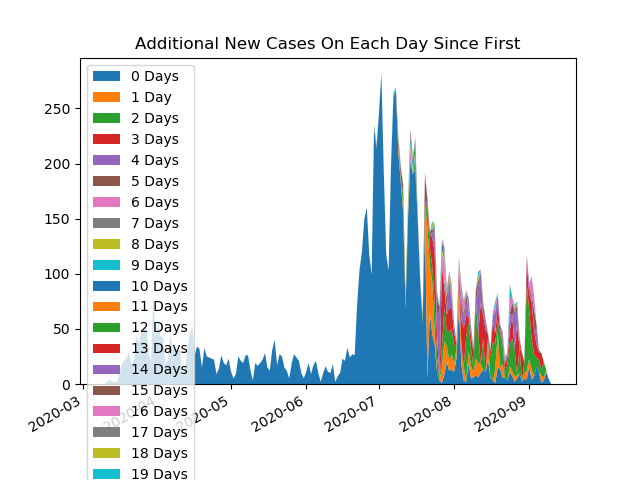 Additional New Cases On Each Day Since First
250
200
150
100
50
0
0 Days
1 Day
2 Days
3 Days
4 Days
5 Days
6 Days
7 Days
8 Days
9 Days
10 Days
11 Days
12 Days
13 Days
14 Days
15 Days
16 Days
17 Days
18 Days
19 Days
2020-03
2020-04
2020-05
2020-06
2020-07
2020-08
2020-09